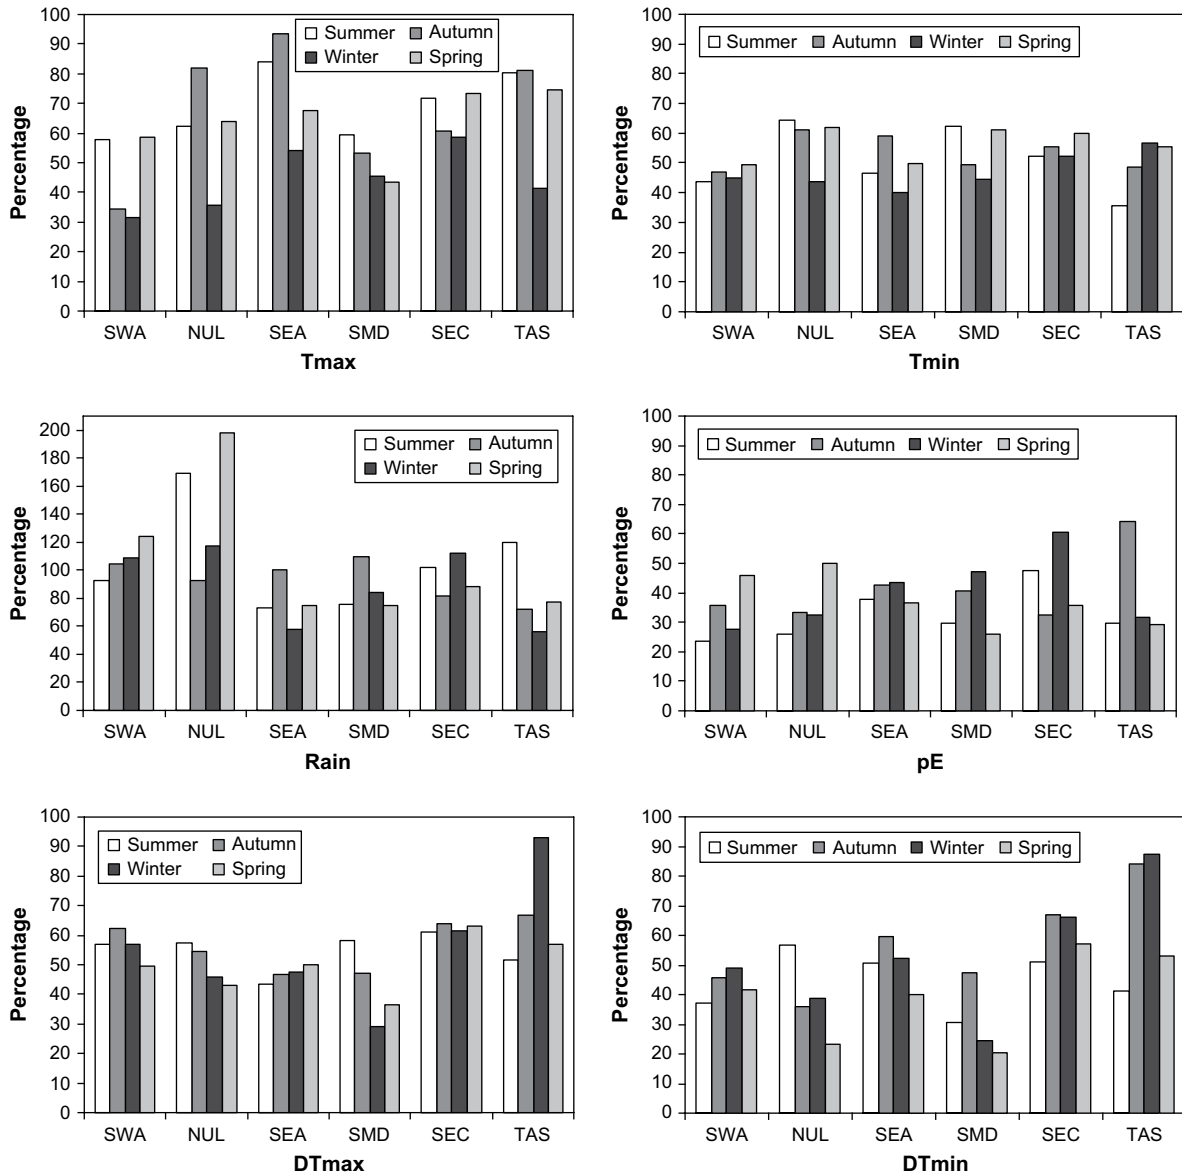 100
90
80
70
60
50
40
30
20
10
0
Percentage
Summer Autumn
Winter Spring
SWA NUL SEA SMD SEC TAS
Tmax
100
90
80
70
60
50
40
30
20
10
0
Percentage
Summer Autumn Winter Spring
SWA NUL SEA SMD SEC TAS
Tmin
200
180
160
140
120
100
80
60
40
20
0
Percentage
Summer Autumn
Winter Spring
SWA NUL SEA SMD SEC TAS
Rain
100
90
80
70
60
50
40
30
20
10
0
Percentage
Summer Autumn Winter Spring
SWA NUL SEA SMD SEC TAS
pE
100
90
80
70
60
50
40
30
20
10
0
Percentage
Summer Autumn
Winter Spring
SWA NUL SEA SMD SEC TAS
DTmax
100
90
80
70
60
50
40
30
20
10
0
Percentage
Summer Autumn Winter Spring
SWA NUL SEA SMD SEC TAS
DTmin